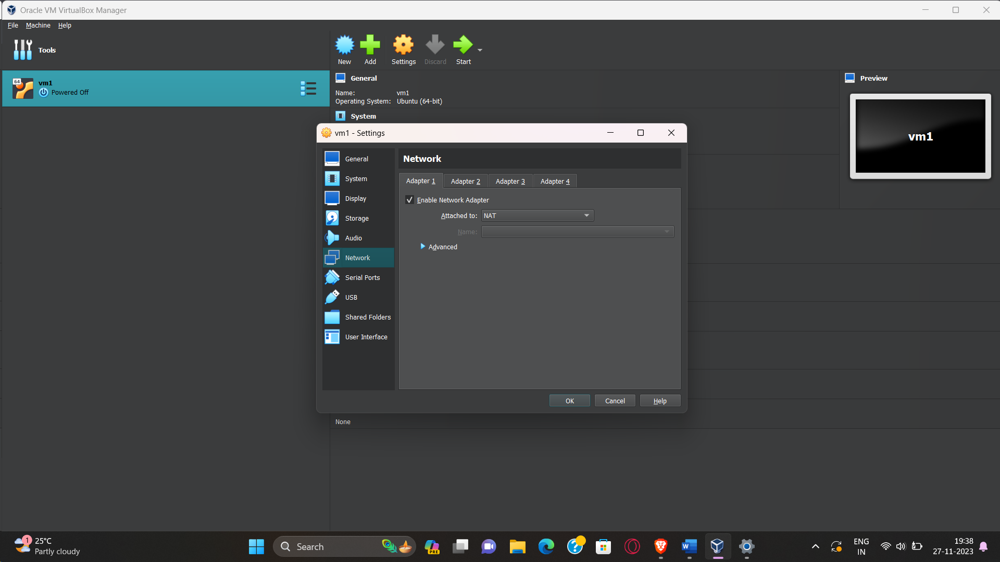 Oracle VM VirtualBox Manager
File Machine Help
Tools
New Add Settings Discard Start
64
vm1
Powered Off
General
Name: vm1
Operating System: Ubuntu (64-bit)
System
Preview
vm1
vm1 - Settings
General
System
Display
Storage
Audio
Network
Serial Ports
USB
Shared Folders
User Interface
Network
Adapter 1 Adapter 2 Adapter 3 Adapter 4
Enable Network Adapter
Attached to: NAT
Name:
Advanced
OK Cancel Help
None
1
25°C
Partly cloudy
Search
PRE
W
ENG
IN
19:38
27-11-2023